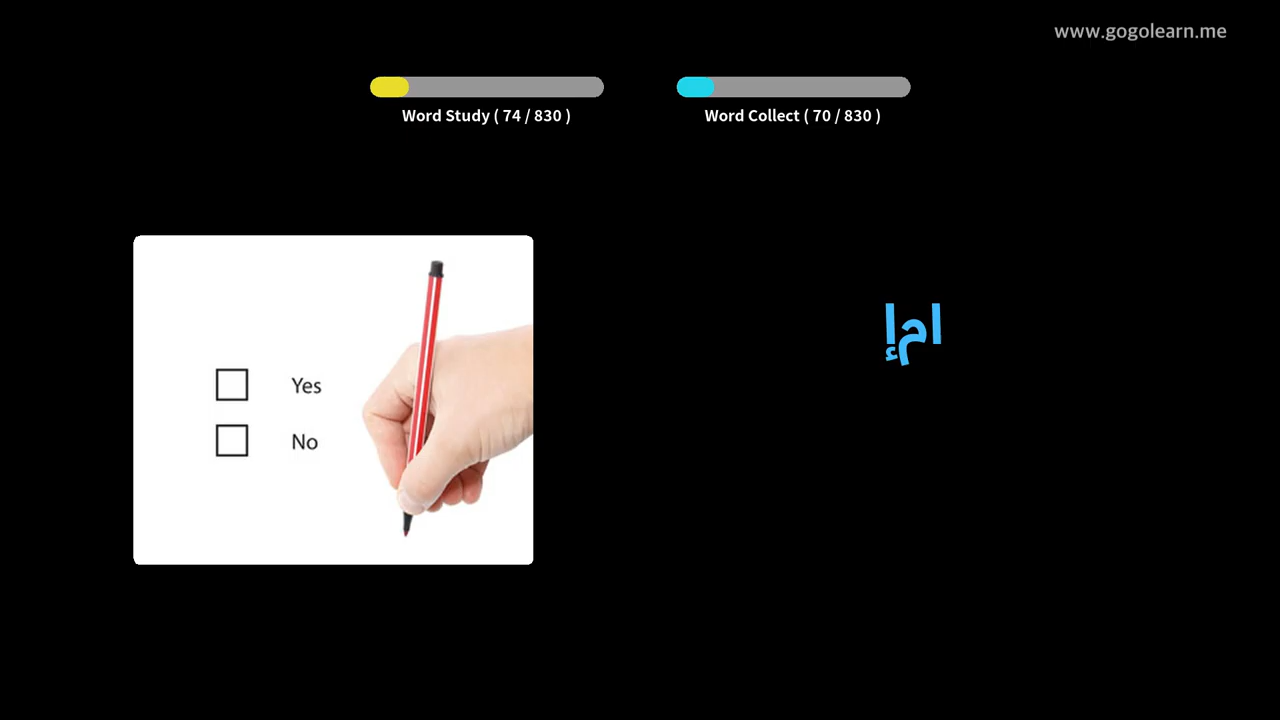 www.gogolearn.me
Word Study ( 74 / 830 )
Word Collect ( 70 / 830 )
Yes
No
إما